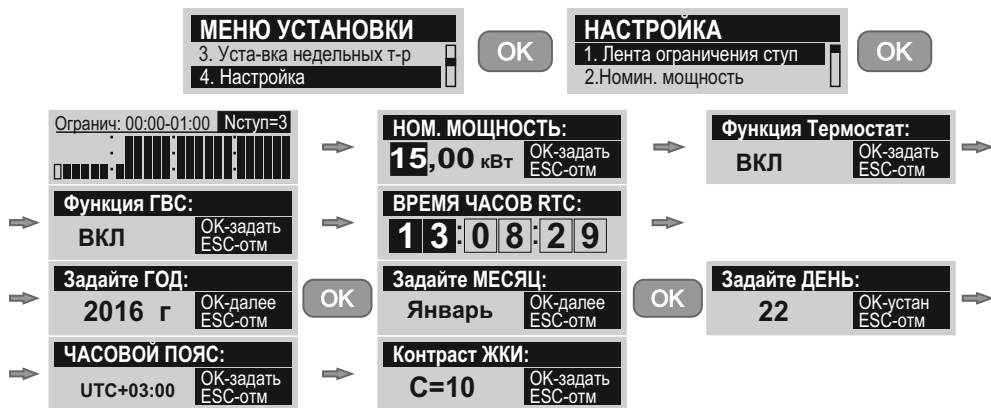 МЕНЮ УСТАНОВКИ
3. Уста-вка недельных т-р
4. Настройка
OK
НАСТРОЙКА
1. Лента ограничения ступ
2.Номин. мощность
OK
Огранич: 00:00-01:00 Nступ=3
НОМ. МОЩНОСТЬ:
15,00 кВт
OK-задать
ESC-отм
Функция Термостат:
ВКЛ
OK-задать
ESC-отм
Функция ГВС:
ВКЛ
OK-задать
ESC-отм
ВРЕМЯ ЧАСОВ RTC:
13:08:29
Задайте ГОД:
2016 г
OK-далее
ESC-отм
OK
Задайте МЕСЯЦ:
Январь
OK-далее
ESC-отм
OK
Задайте ДЕНЬ:
22
OK-устан
ESC-отм
ЧАСОВОЙ ПОЯС:
UTC+03:00
OK-задать
ESC-отм
Контраст ЖКИ:
C=10
OK-задать
ESC-отм